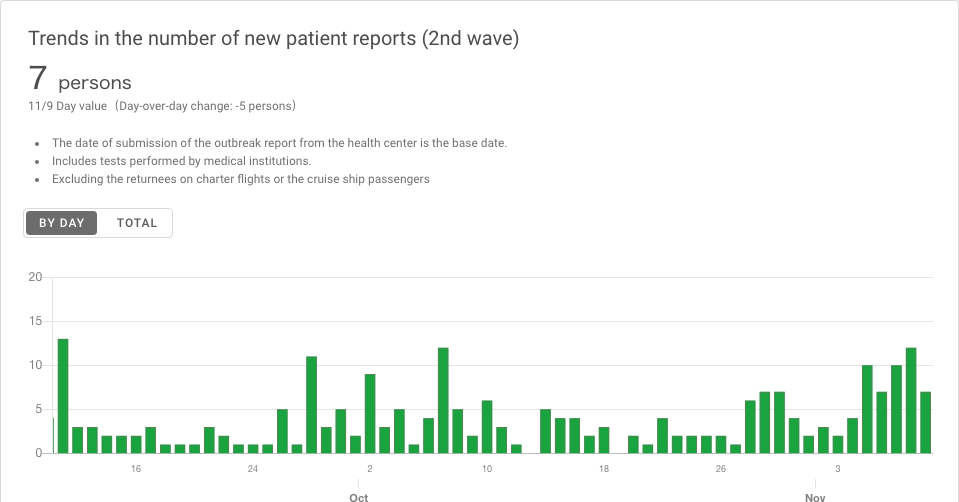 Trends in the number of new patient reports (2nd wave)
7 persons
11/9 Day value（Day-over-day change: -5 persons）
The date of submission of the outbreak report from the health center is the base date.
Includes tests performed by medical institutions.
Excluding the returnees on charter flights or the cruise ship passengers
BY DAY TOTAL
20
15
10
5
0
16 24 2 10 18 26 3
Oct Nov